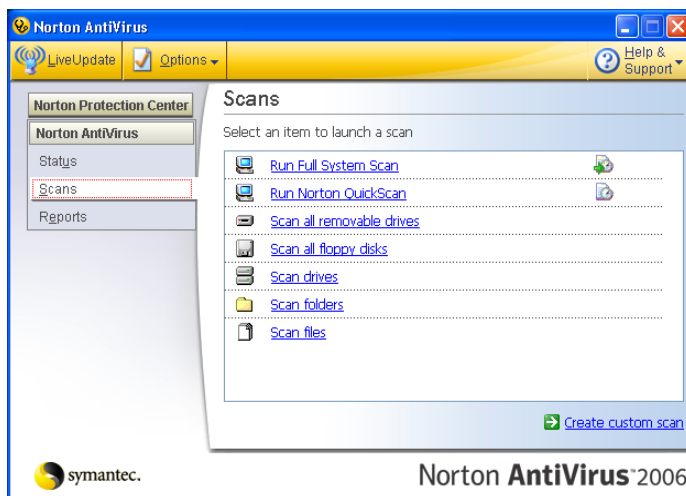 Norton AntiVirus
LiveUpdate
Options
Help &
Support
Norton Protection Center
Norton AntiVirus
Status
Scans
Reports
Scans
Select an item to launch a scan
Run Full System Scan
Run Norton QuickScan
Scan all removable drives
Scan all floppy disks
Scan drives
Scan folders
Scan files
Create custom scan
symantec.
Norton AntiVirus™2006